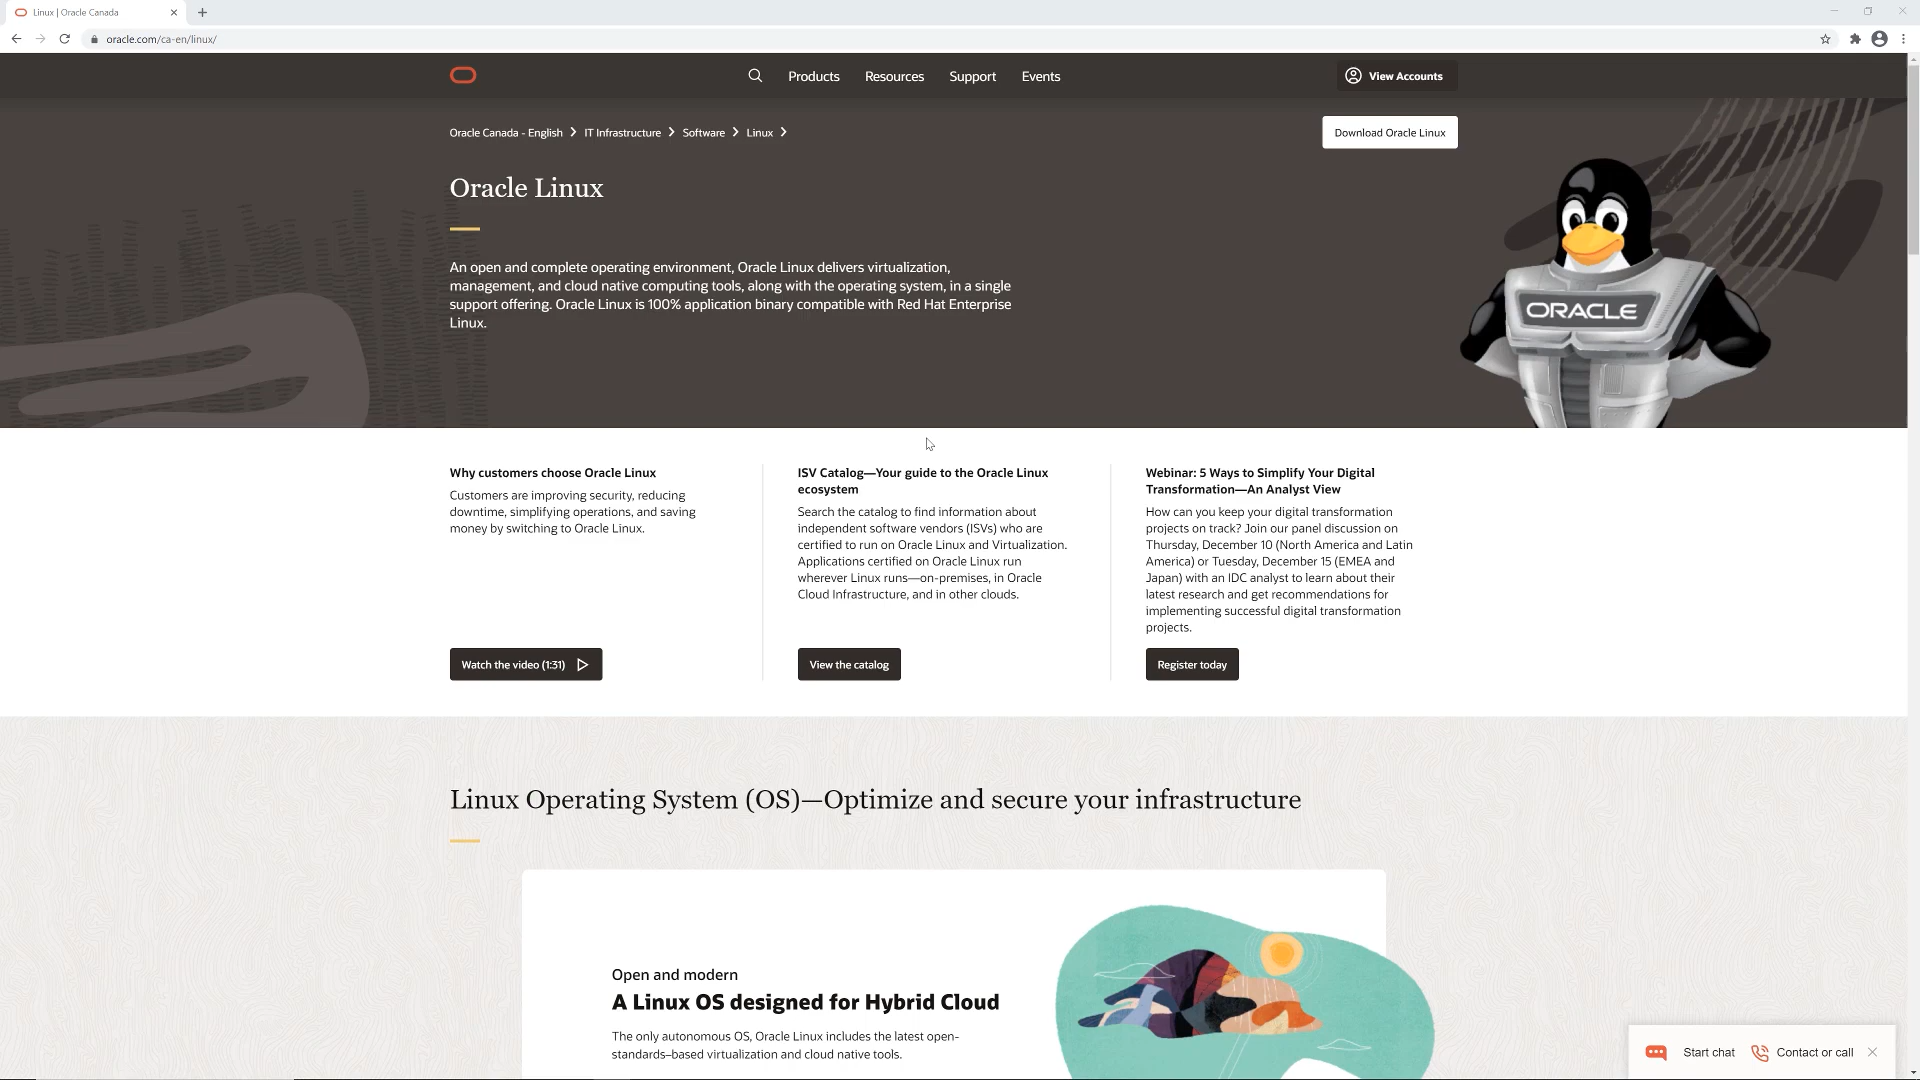 Linux | Oracle Canada
oracle.com/ca-en/linux/
Products
Resources
Support
Events
View Accounts
Oracle Canada - English
IT Infrastructure
Software
Linux
Download Oracle Linux
Oracle Linux
An open and complete operating environment, Oracle Linux delivers virtualization,
management, and cloud native computing tools, along with the operating system, in a single
support offering. Oracle Linux is 100% application binary compatible with Red Hat Enterprise
Linux.
ORACLE
Why customers choose Oracle Linux
Customers are improving security, reducing
downtime, simplifying operations, and saving
money by switching to Oracle Linux.
Watch the video (1:31)
ISV Catalog—Your guide to the Oracle Linux
ecosystem
Search the catalog to find information about
independent software vendors (ISVs) who are
certified to run on Oracle Linux and Virtualization.
Applications certified on Oracle Linux run
wherever Linux runs—on-premises, in Oracle
Cloud Infrastructure, and in other clouds.
View the catalog
Webinar: 5 Ways to Simplify Your Digital
Transformation—An Analyst View
How can you keep your digital transformation
projects on track? Join our panel discussion on
Thursday, December 10 (North America and Latin
America) or Tuesday, December 15 (EMEA and
Japan) with an IDC analyst to learn about their
latest research and get recommendations for
implementing successful digital transformation
projects.
Register today
Linux Operating System (OS)—Optimize and secure your infrastructure
Open and modern
A Linux OS designed for Hybrid Cloud
The only autonomous OS, Oracle Linux includes the latest open-
standards–based virtualization and cloud native tools.
Start chat
Contact or call